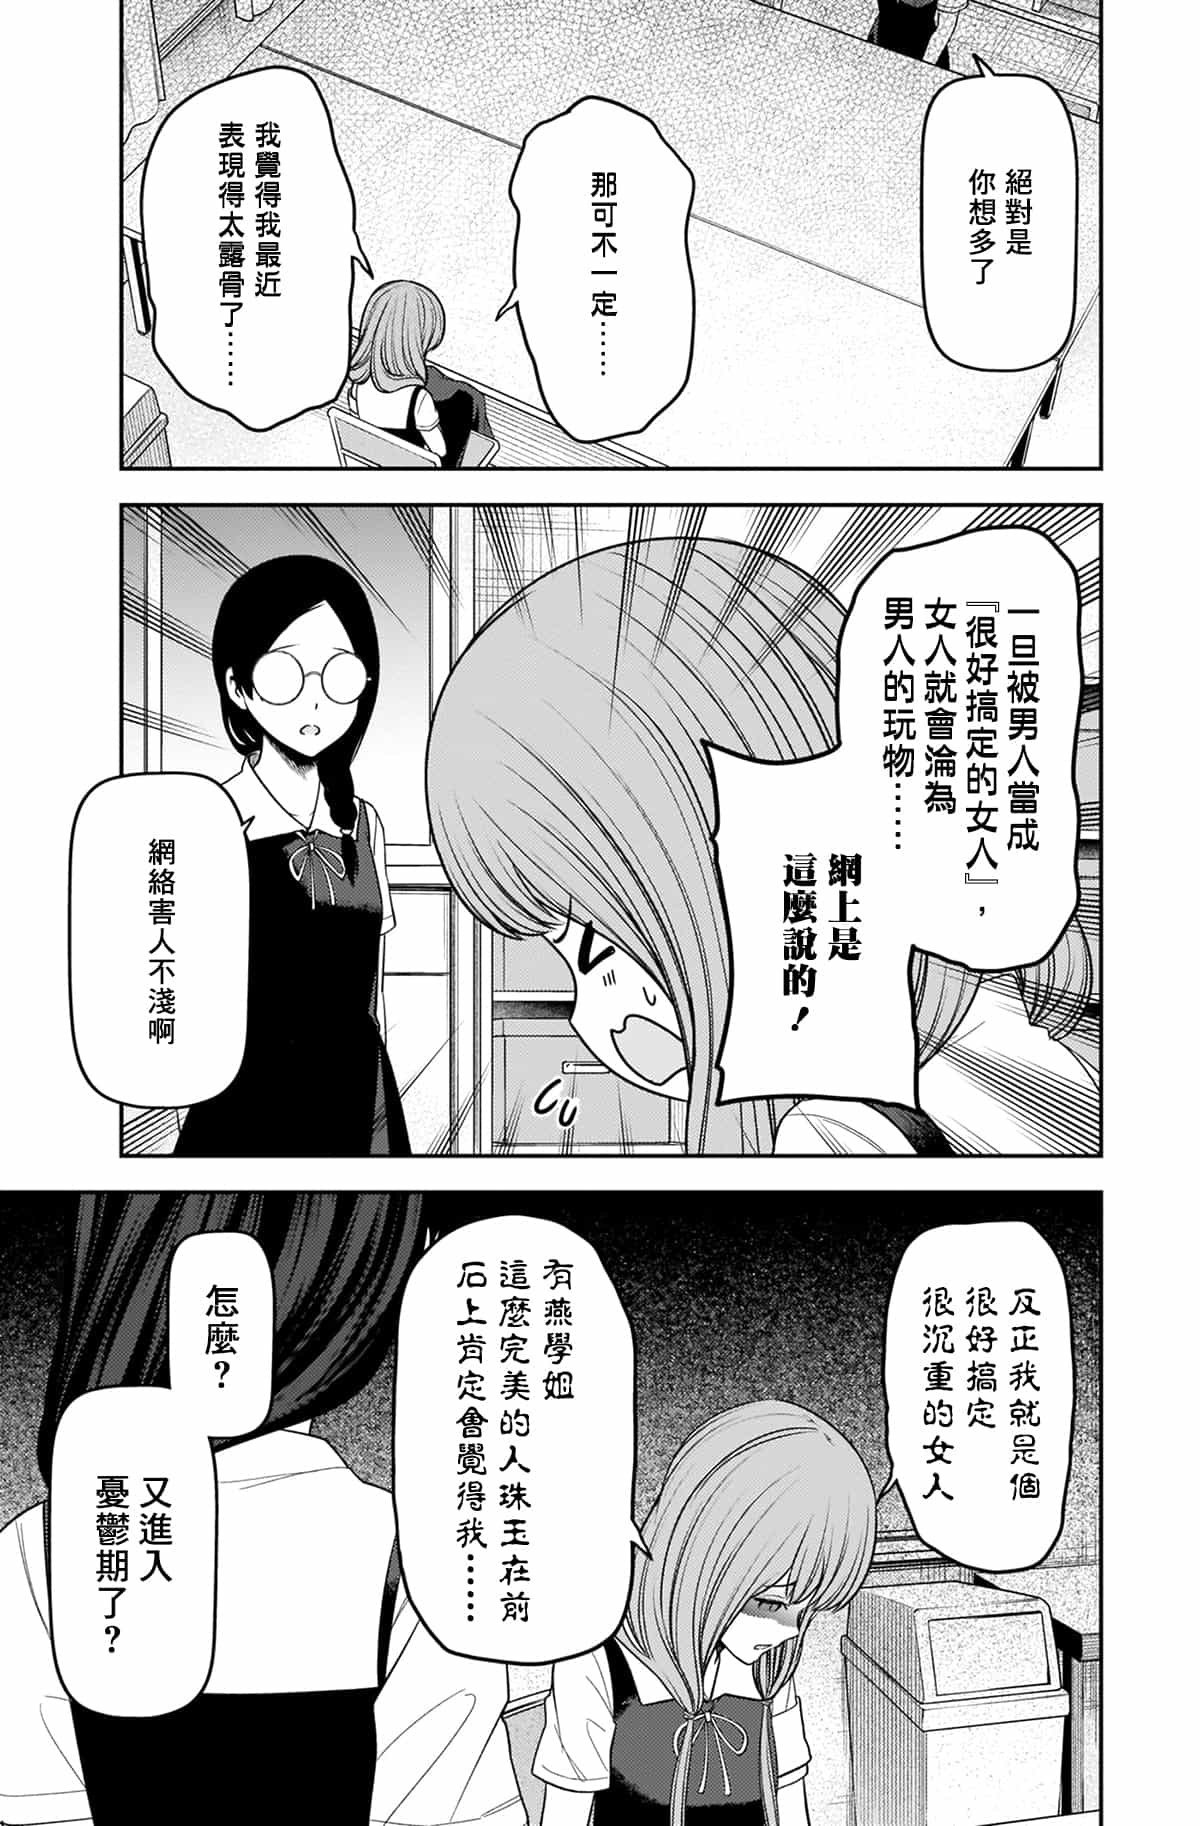 絕對是
你想多了
那可不一定……
我覺得我最近
表現得太露骨了……
一旦被男人當成
『很好搞定的女人』，
女人就會淪為
男人的玩物……
網上是
這麼說的！
網絡害人不淺啊
反正我就是個
很好搞定
很沉重的女人
有燕學姐
這麼完美的人珠玉在前
石上肯定會覺得我……
怎麼？
又進入
憂鬱期了？